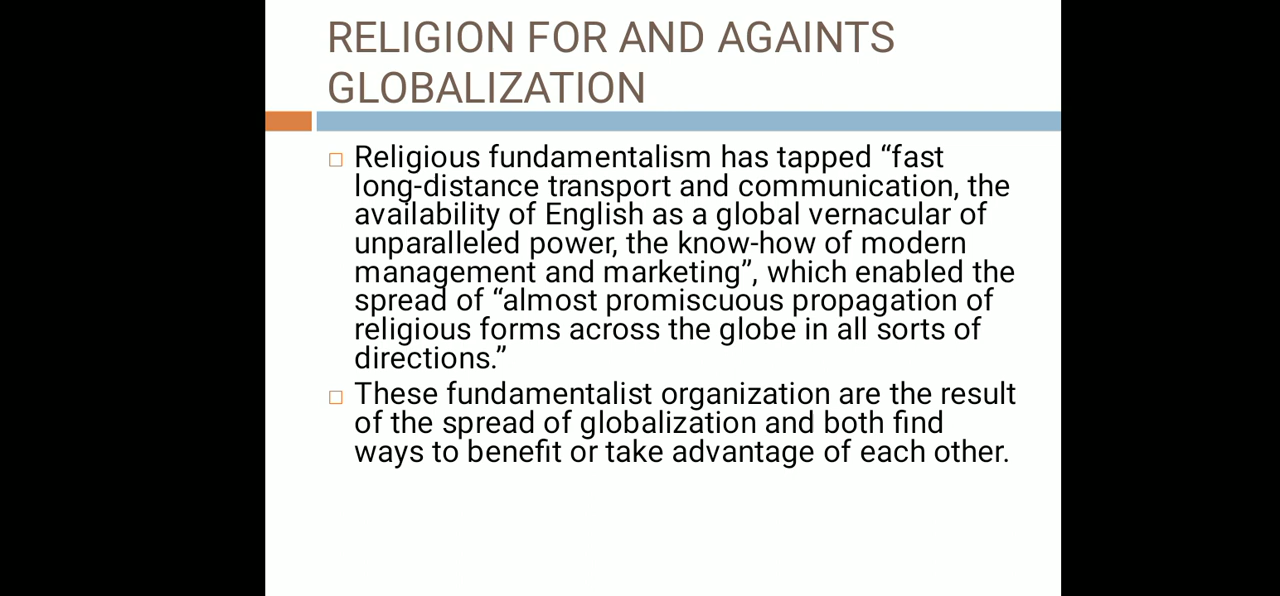 RELIGION FOR AND AGAINTS
GLOBALIZATION
Religious fundamentalism has tapped “fast
long-distance transport and communication, the
availability of English as a global vernacular of
unparalleled power, the know-how of modern
management and marketing”, which enabled the
spread of “almost promiscuous propagation of
religious forms across the globe in all sorts of
directions.”
These fundamentalist organization are the result
of the spread of globalization and both find
ways to benefit or take advantage of each other.